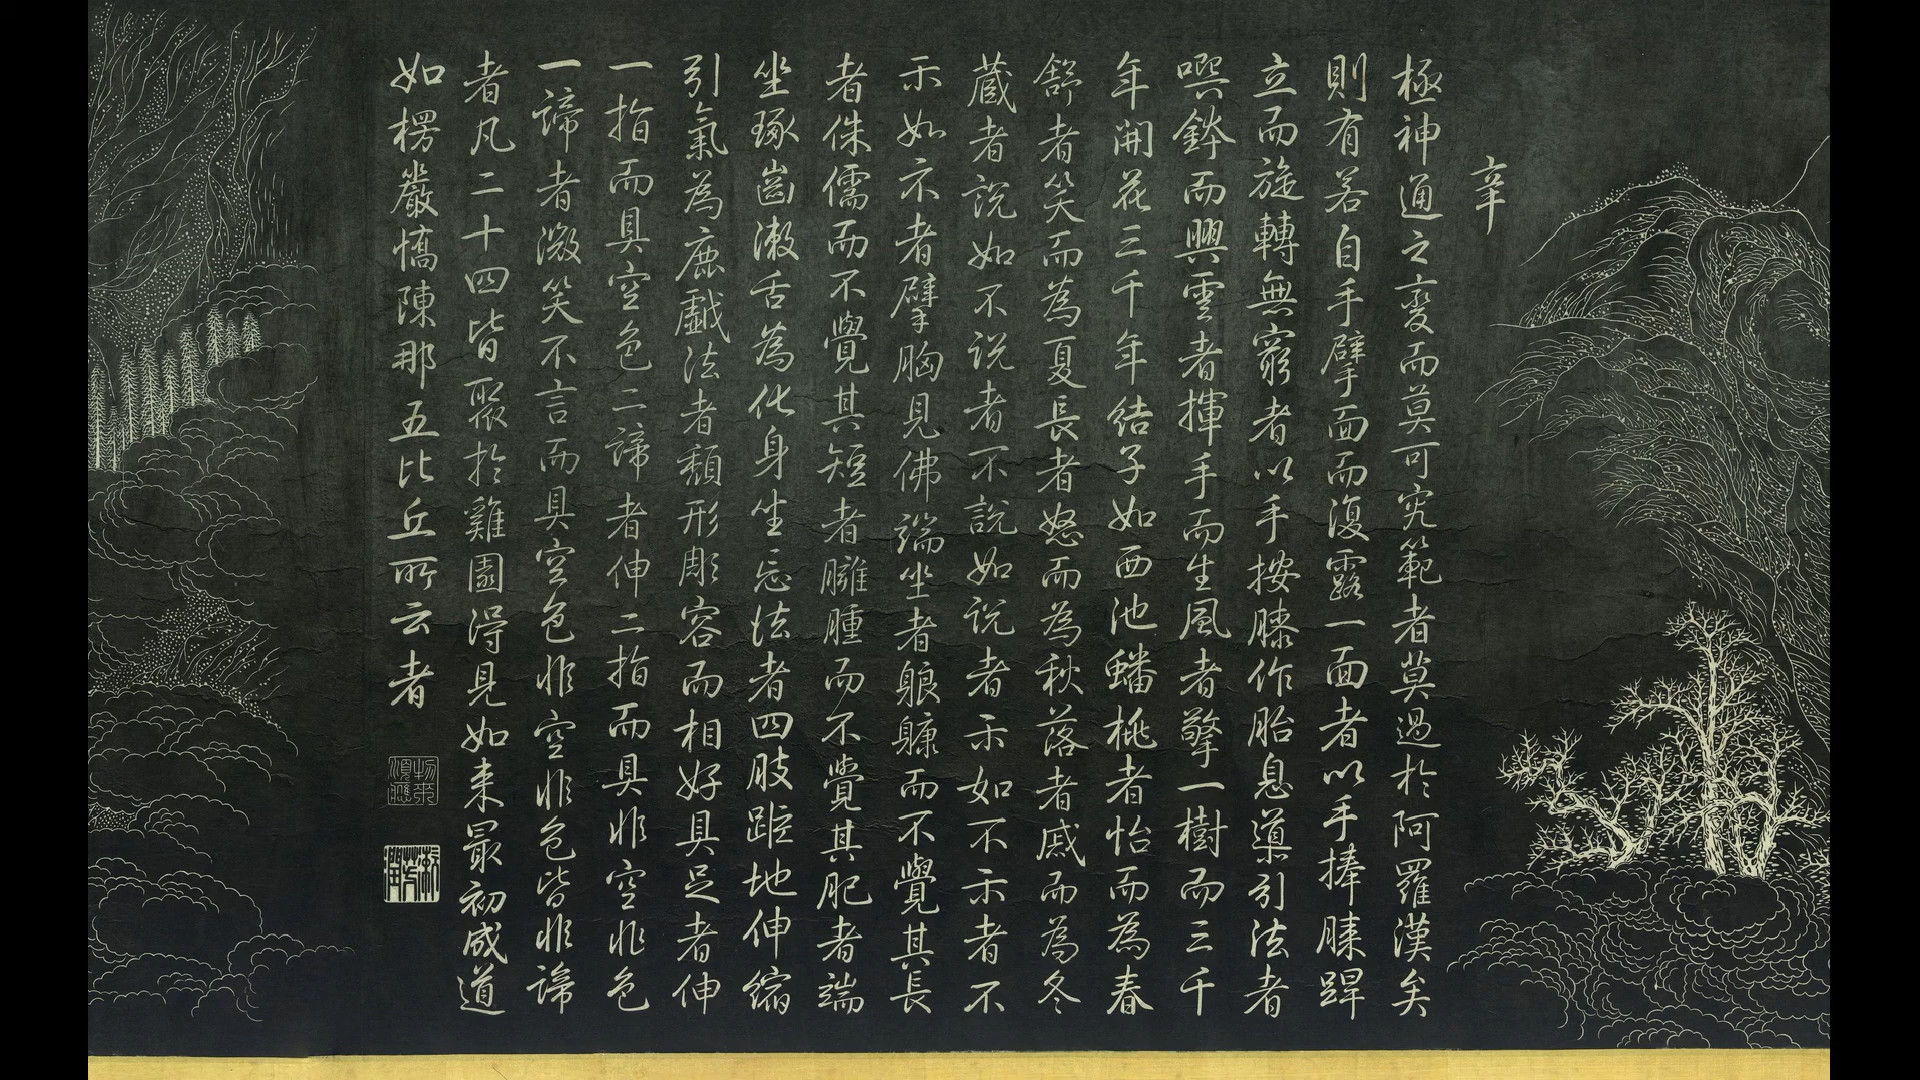 辛
極神通之變而莫可究範者莫過於阿羅漢矣
則有若自手擘面而復露一面者以手捧膝踔
立而旋轉無窮者以手按膝作胎息導引法者
噀鉢而興雲者揮手而生風者擎一樹而三千
年開花三千年結子如西池蟠桃者怡而為春
舒者笑而為夏長者怒而為秋落者戚而為冬
藏者說如不說者不說如說者示如不示者不
示如示者擘胸見佛端坐者躴躿而不覺其長
者侏儒而不覺其短者臃腫而不覺其肥者端
坐琢齒漱舌為化身坐忘法者四肢踞地伸縮
引氣為鹿戲法者頹形彫容而相好具足者伸
一指而具空色二諦者伸二指而具非空非色
一諦者微笑不言而具空色非空非色皆非諦
者凡二十四皆聚於雞園得見如来最初成道
如楞嚴憍陳那五比丘所云者